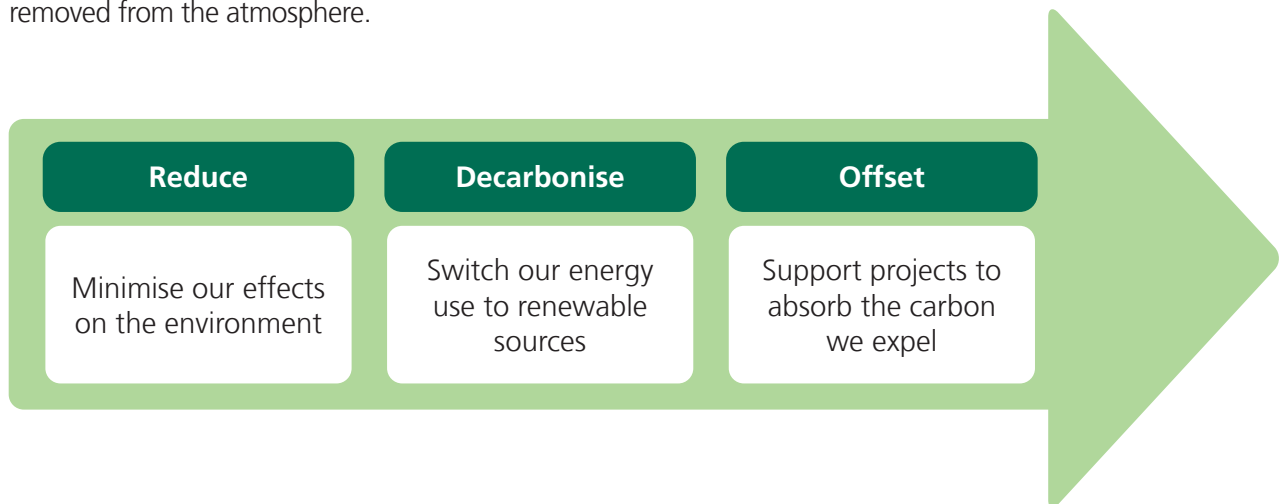 removed from the atmosphere.
Reduce
Minimise our effects
on the environment
Decarbonise
Switch our energy
use to renewable
sources
Offset
Support projects to
absorb the carbon
we expel